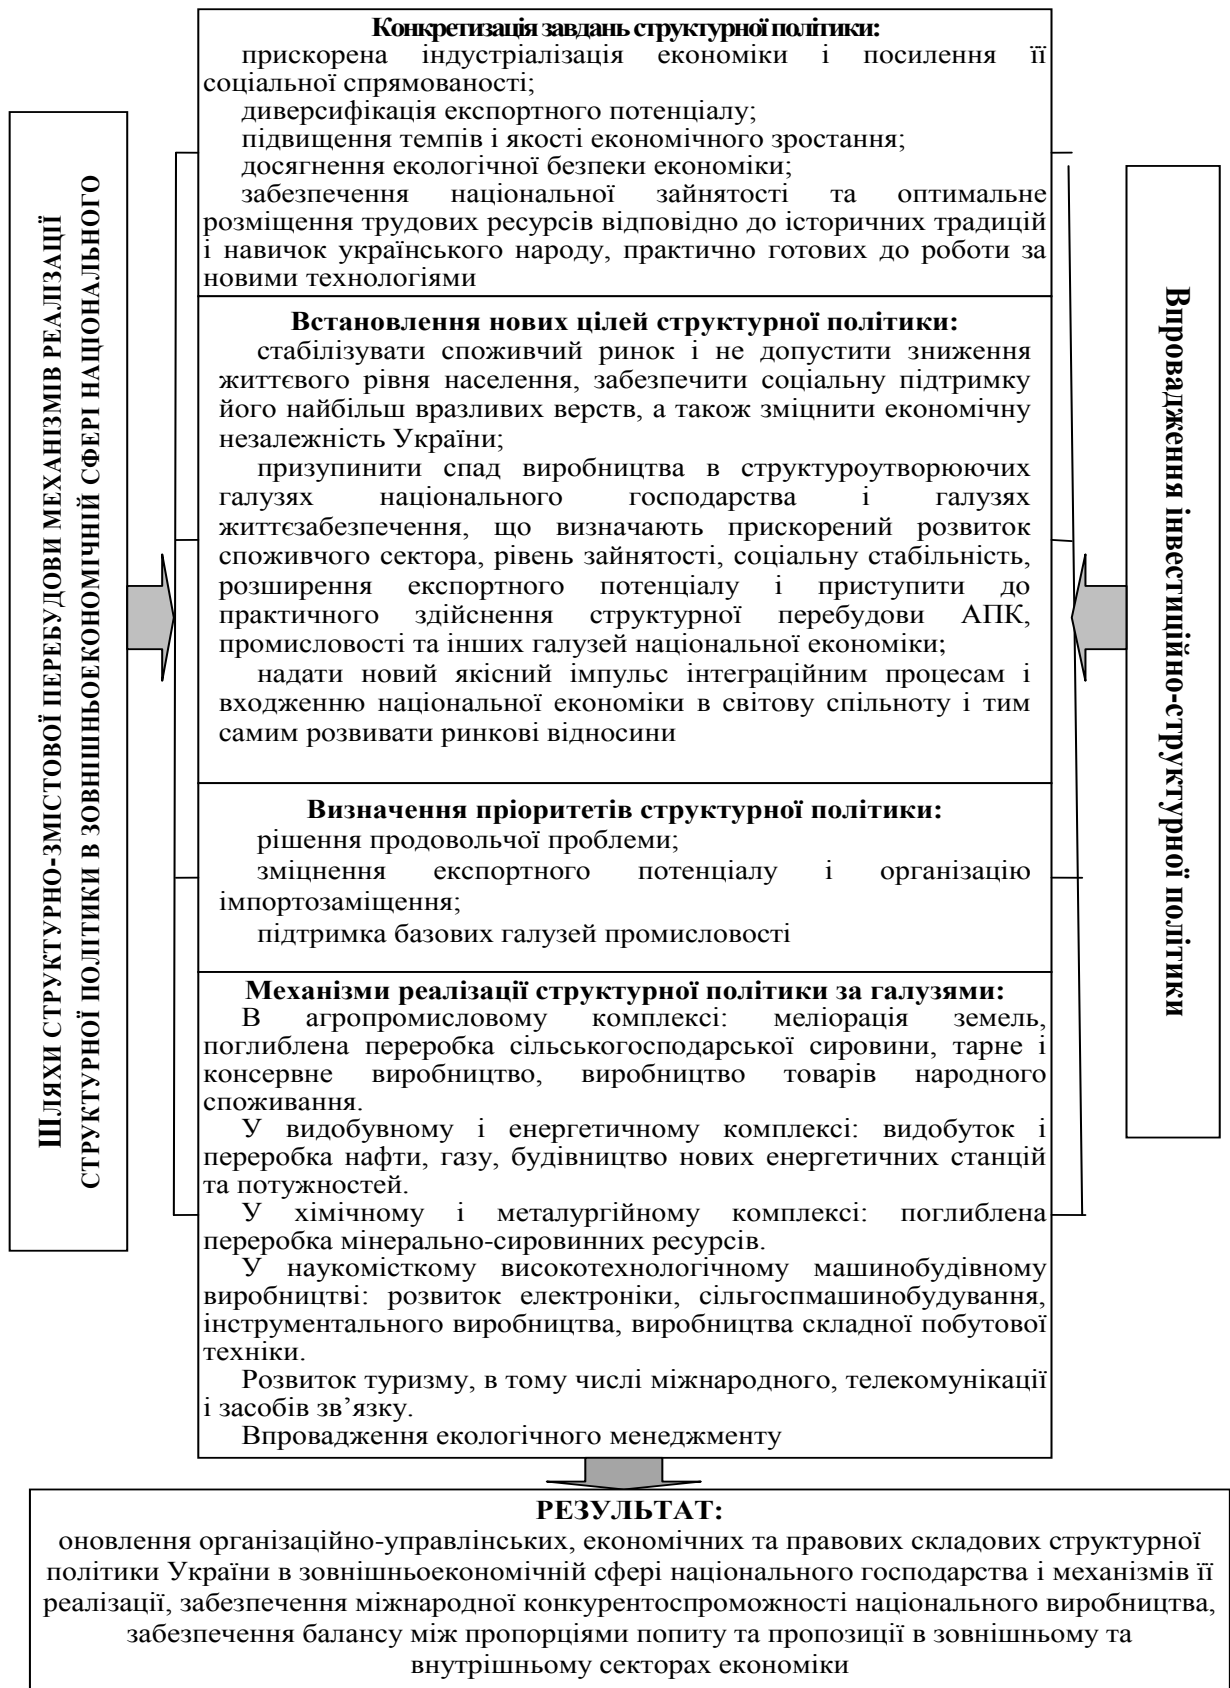 Конкретизація завдань структурної політики:
прискорена індустріалізація економіки і посилення її
соціальної спрямованості;
диверсифікація експортного потенціалу;
підвищення темпів і якості економічного зростання;
досягнення екологічної безпеки економіки;
забезпечення національної зайнятості та оптимальне
розміщення трудових ресурсів відповідно до історичних традицій
і навичок українського народу, практично готових до роботи за
новими технологіями
Встановлення нових цілей структурної політики:
стабілізувати споживчий ринок і не допустити зниження
життєвого рівня населення, забезпечити соціальну підтримку
його найбільш вразливих верств, а також зміцнити економічну
незалежність України;
призупинити спад виробництва в структуроутворюючих
галузях національного господарства і галузях
життєзабезпечення, що визначають прискорений розвиток
споживчого сектора, рівень зайнятості, соціальну стабільність,
розширення експортного потенціалу і приступити до
практичного здійснення структурної перебудови АПК,
промисловості та інших галузей національної економіки;
надати новий якісний імпульс інтеграційним процесам і
входженню національної економіки в світову спільноту і тим
самим розвивати ринкові відносини
Визначення пріоритетів структурної політики:
рішення продовольчої проблеми;
зміцнення експортного потенціалу і організацію
імпортозаміщення;
підтримка базових галузей промисловості
Механізми реалізації структурної політики за галузями:
В агропромисловому комплексі: меліорація земель,
поглиблена переробка сільськогосподарської сировини, тарне і
консервне виробництво, виробництво товарів народного
споживання.
У видобувному і енергетичному комплексі: видобуток і
переробка нафти, газу, будівництво нових енергетичних станцій
та потужностей.
У хімічному і металургійному комплексі: поглиблена
переробка мінерально-сировинних ресурсів.
У наукомісткому високотехнологічному машинобудівному
виробництві: розвиток електроніки, сільгоспмашинобудування,
інструментального виробництва, виробництва складної побутової
техніки.
Розвиток туризму, в тому числі міжнародного, телекомунікації
і засобів зв’язку.
Впровадження екологічного менеджменту
ШЛЯХИ СТРУКТУРНО-ЗМІСТОВОЇ ПЕРЕБУДОВИ МЕХАНІЗМІВ РЕАЛІЗАЦІЇ
СТРУКТУРНОЇ ПОЛІТИКИ В ЗОВНІШНЬОЕКОНОМІЧНІЙ СФЕРІ НАЦІОНАЛЬНОГО
Впровадження інвестиційно-структурної політики
РЕЗУЛЬТАТ:
оновлення організаційно-управлінських, економічних та правових складових структурної
політики України в зовнішньоекономічній сфері національного господарства і механізмів її
реалізації, забезпечення міжнародної конкурентоспроможності національного виробництва,
забезпечення балансу між пропорціями попиту та пропозиції в зовнішньому та
внутрішньому секторах економіки